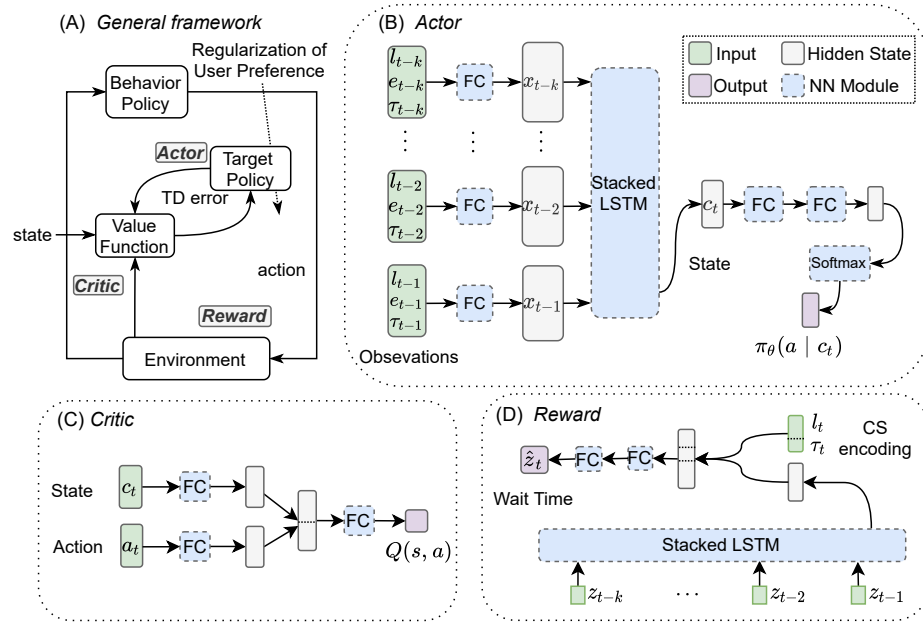 (A) General framework
Regularization of
User Preference
Behavior
Policy
Actor
Target
Policy
TD error
state
Value
Function
action
Critic
Reward
Environment
(B) Actor
l_{t-k}
e_{t-k}
τ_{t-k}
FC
x_{t-k}
⋮ ⋮ ⋮
l_{t-2}
e_{t-2}
τ_{t-2}
FC
x_{t-2}
l_{t-1}
e_{t-1}
τ_{t-1}
FC
x_{t-1}
Obsevations
Stacked
LSTM
c_t
FC
FC
State
Softmax
π_θ(a | c_t)
Input
Hidden State
Output
NN Module
(C) Critic
State
c_t
FC
Action
a_t
FC
FC
Q(s, a)
(D) Reward
l_t
τ_t
CS
encoding
ẑ_t
FC
FC
Wait Time
Stacked LSTM
z_{t-k}
⋯
z_{t-2}
z_{t-1}